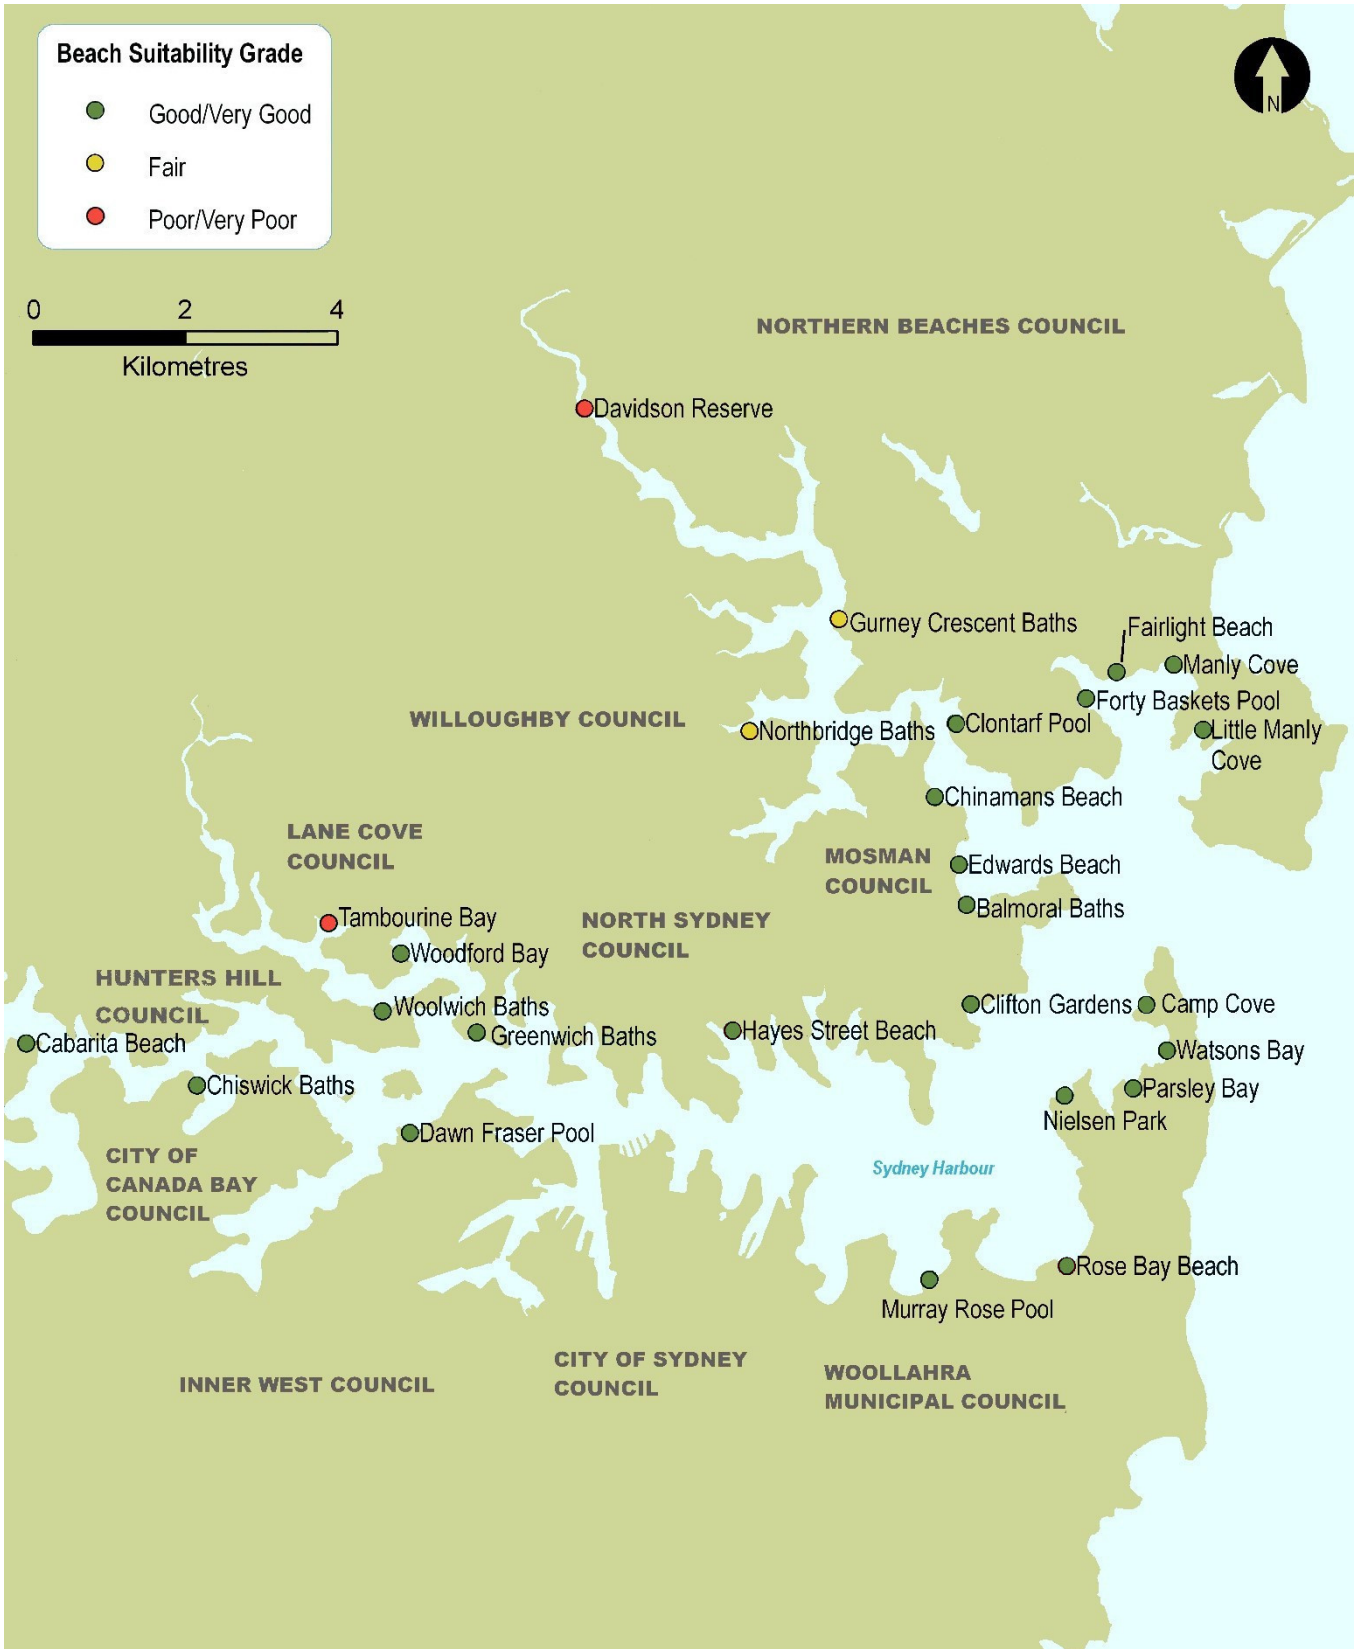 Beach Suitability Grade
Good/Very Good
Fair
Poor/Very Poor
N
0 2 4
Kilometres
NORTHERN BEACHES COUNCIL
Davidson Reserve
Gurney Crescent Baths
Fairlight Beach
Manly Cove
Forty Baskets Pool
WILLOUGHBY COUNCIL
Northbridge Baths
Clontarf Pool
Little Manly
Cove
Chinamans Beach
LANE COVE
COUNCIL
MOSMAN
COUNCIL
Edwards Beach
Balmoral Baths
Tambourine Bay
NORTH SYDNEY
COUNCIL
Woodford Bay
HUNTERS HILL
COUNCIL
Woolwich Baths
Clifton Gardens
Camp Cove
Cabarita Beach
Greenwich Baths
Hayes Street Beach
Watsons Bay
Chiswick Baths
Parsley Bay
Nielsen Park
Dawn Fraser Pool
CITY OF
CANADA BAY
COUNCIL
Sydney Harbour
Rose Bay Beach
Murray Rose Pool
INNER WEST COUNCIL
CITY OF SYDNEY
COUNCIL
WOOLLAHRA
MUNICIPAL COUNCIL